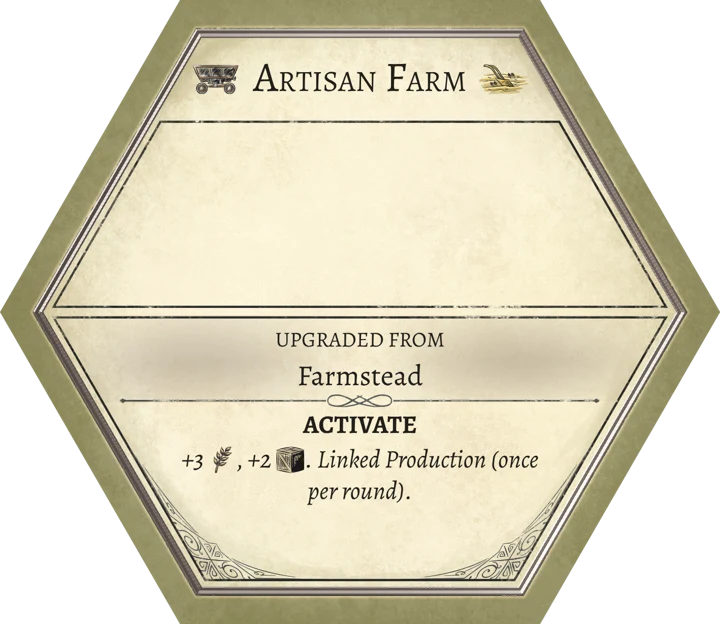 Artisan Farm
UPGRADED FROM
Farmstead
ACTIVATE
+3 , +2 . Linked Production (once
per round).